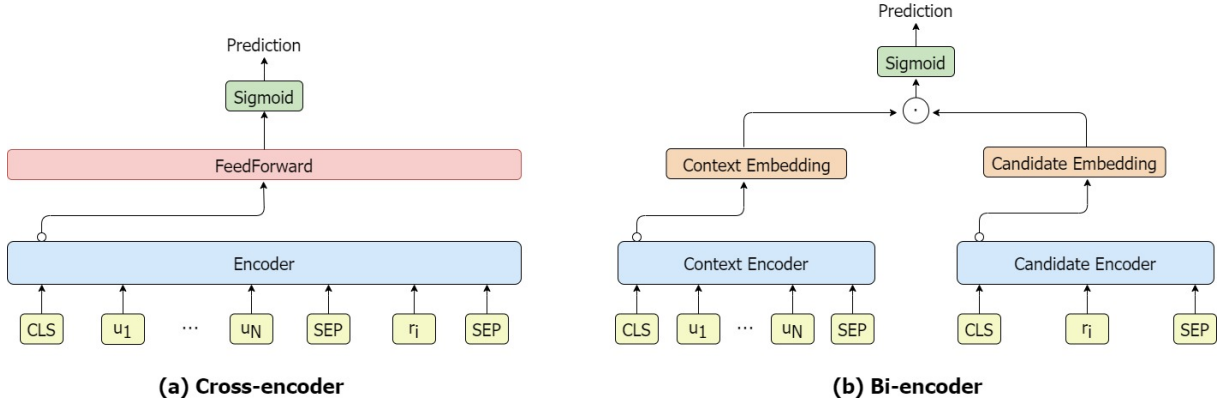 Prediction
Sigmoid
FeedForward
Encoder
CLS u1 ... uN SEP ri SEP
(a) Cross-encoder
Prediction
Sigmoid
·
Context Embedding Candidate Embedding
Context Encoder Candidate Encoder
CLS u1 ... uN SEP CLS ri SEP
(b) Bi-encoder